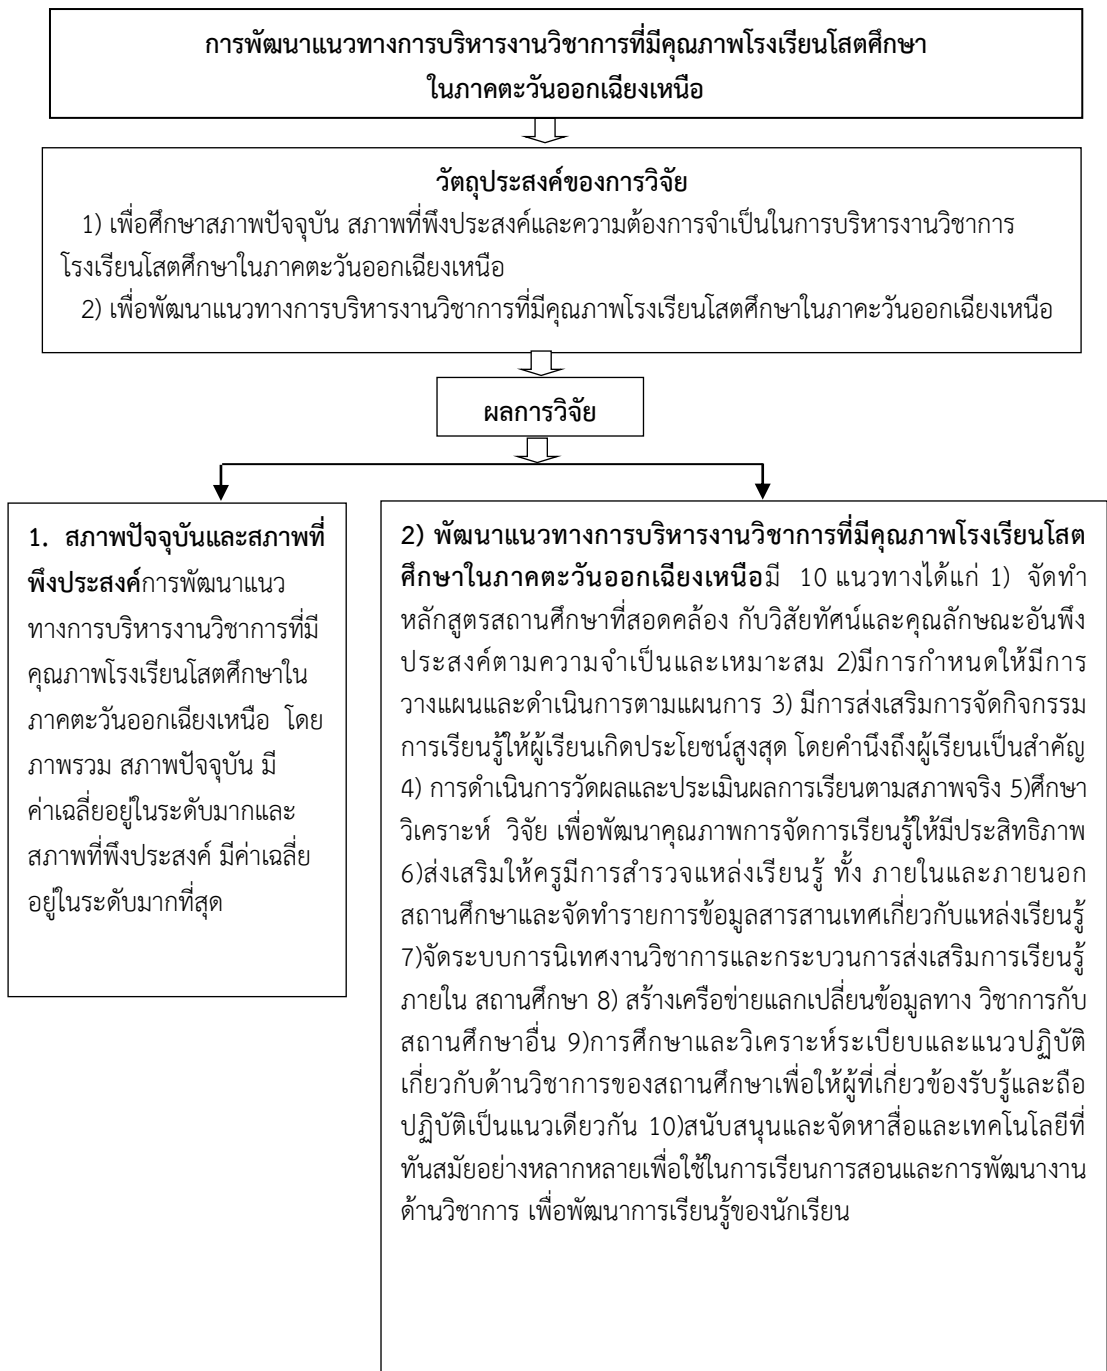 การพัฒนาแนวทางการบริหารงานวิชาการที่มีคุณภาพโรงเรียนโสตศึกษา
ในภาคตะวันออกเฉียงเหนือ
วัตถุประสงค์ของการวิจัย
1) เพื่อศึกษาสภาพปัจจุบัน สภาพที่พึงประสงค์และความต้องการจำเป็นในการบริหารงานวิชาการ
โรงเรียนโสตศึกษาในภาคตะวันออกเฉียงเหนือ
2) เพื่อพัฒนาแนวทางการบริหารงานวิชาการที่มีคุณภาพโรงเรียนโสตศึกษาในภาคะวันออกเฉียงเหนือ
ผลการวิจัย
1. สภาพปัจจุบันและสภาพที่
พึงประสงค์การพัฒนาแนว
ทางการบริหารงานวิชาการที่มี
คุณภาพโรงเรียนโสตศึกษาใน
ภาคตะวันออกเฉียงเหนือ โดย
ภาพรวม สภาพปัจจุบัน มี
ค่าเฉลี่ยอยู่ในระดับมากและ
สภาพที่พึงประสงค์ มีค่าเฉลี่ย
อยู่ในระดับมากที่สุด
2) พัฒนาแนวทางการบริหารงานวิชาการที่มีคุณภาพโรงเรียนโสต
ศึกษาในภาคตะวันออกเฉียงเหนือมี 10 แนวทางได้แก่ 1) จัดทำ
หลักสูตรสถานศึกษาที่สอดคล้อง กับวิสัยทัศน์และคุณลักษณะอันพึง
ประสงค์ตามความจำเป็นและเหมาะสม 2)มีการกำหนดให้มีการ
วางแผนและดำเนินการตามแผนการ 3) มีการส่งเสริมการจัดกิจกรรม
การเรียนรู้ให้ผู้เรียนเกิดประโยชน์สูงสุด โดยคำนึงถึงผู้เรียนเป็นสำคัญ
4) การดำเนินการวัดผลและประเมินผลการเรียนตามสภาพจริง 5)ศึกษา
วิเคราะห์ วิจัย เพื่อพัฒนาคุณภาพการจัดการเรียนรู้ให้มีประสิทธิภาพ
6)ส่งเสริมให้ครูมีการสำรวจแหล่งเรียนรู้ ทั้ง ภายในและภายนอก
สถานศึกษาและจัดทำรายการข้อมูลสารสานเทศเกี่ยวกับแหล่งเรียนรู้
7)จัดระบบการนิเทศงานวิชาการและกระบวนการส่งเสริมการเรียนรู้
ภายใน สถานศึกษา 8) สร้างเครือข่ายแลกเปลี่ยนข้อมูลทาง วิชาการกับ
สถานศึกษาอื่น 9)การศึกษาและวิเคราะห์ระเบียบและแนวปฏิบัติ
เกี่ยวกับด้านวิชาการของสถานศึกษาเพื่อให้ผู้ที่เกี่ยวข้องรับรู้และถือ
ปฏิบัติเป็นแนวเดียวกัน 10)สนับสนุนและจัดหาสื่อและเทคโนโลยีที่
ทันสมัยอย่างหลากหลายเพื่อใช้ในการเรียนการสอนและการพัฒนางาน
ด้านวิชาการ เพื่อพัฒนาการเรียนรู้ของนักเรียน